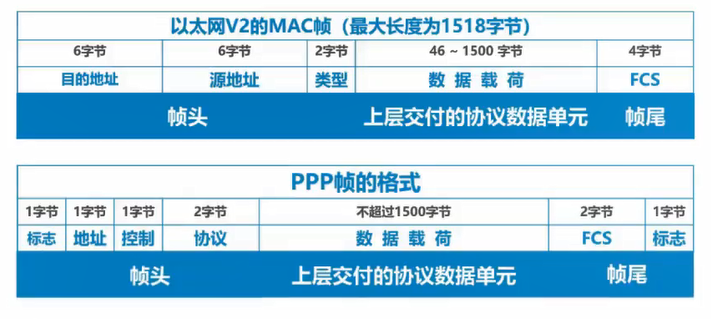 以太网V2的MAC帧（最大长度为1518字节）
6字节 6字节 2字节 46 ~ 1500 字节 4字节
目的地址 源地址 类型 数 据 载 荷 FCS
帧头 上层交付的协议数据单元 帧尾
PPP帧的格式
1字节 1字节 1字节 2字节 不超过1500字节 2字节 1字节
标志 地址 控制 协议 数 据 载 荷 FCS 标志
帧头 上层交付的协议数据单元 帧尾